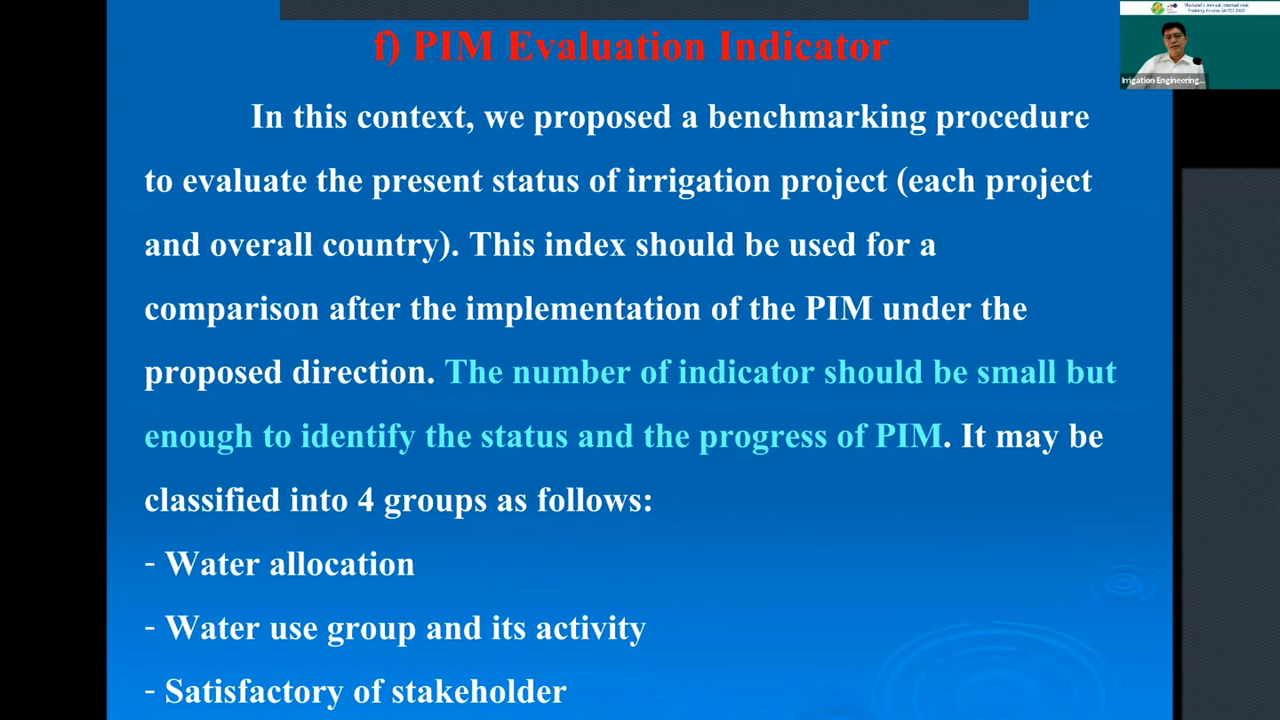 f) PIM Evaluation Indicator
In this context, we proposed a benchmarking procedure
to evaluate the present status of irrigation project (each project
and overall country). This index should be used for a
comparison after the implementation of the PIM under the
proposed direction. The number of indicator should be small but
enough to identify the status and the progress of PIM. It may be
classified into 4 groups as follows:
- Water allocation
- Water use group and its activity
- Satisfactory of stakeholder
Training Course (AITC) 2022
Irrigation Engineering...